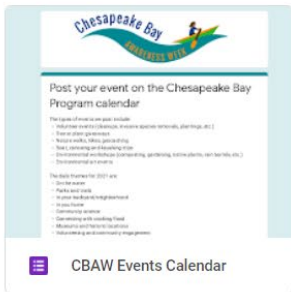 Chesapeake Bay
AWARENESS WEEK
Post your event on the Chesapeake Bay
Program calendar
The types of events we post include:
- Volunteer events (cleanups, invasive species removals, plantings, etc.)
- Tree or plant giveaways
- Nature walks, hikes, geocaching
- Tours, canoeing and kayaking trips
- Environmental workshops (composting, gardening, native plants, rain barrels, etc.)
- Environmental art events
The daily themes for 2021 are:
- On the water
- Parks and trails
- In your backyard/neighborhood
- In your home
- Community science
- Connecting with working food
- Museums and historic locations
- Volunteering and community engagement
CBAW Events Calendar